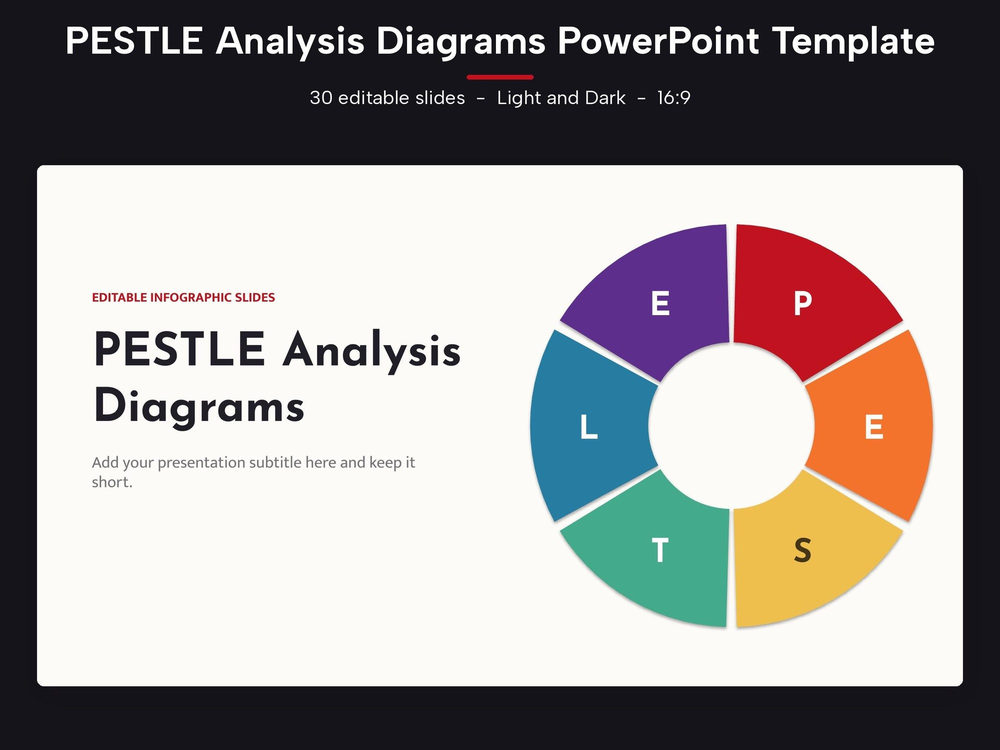 PESTLE Analysis Diagrams PowerPoint Template
30 editable slides - Light and Dark - 16:9
EDITABLE INFOGRAPHIC SLIDES
PESTLE Analysis
Diagrams
Add your presentation subtitle here and keep it
short.
P
E
S
T
L
E